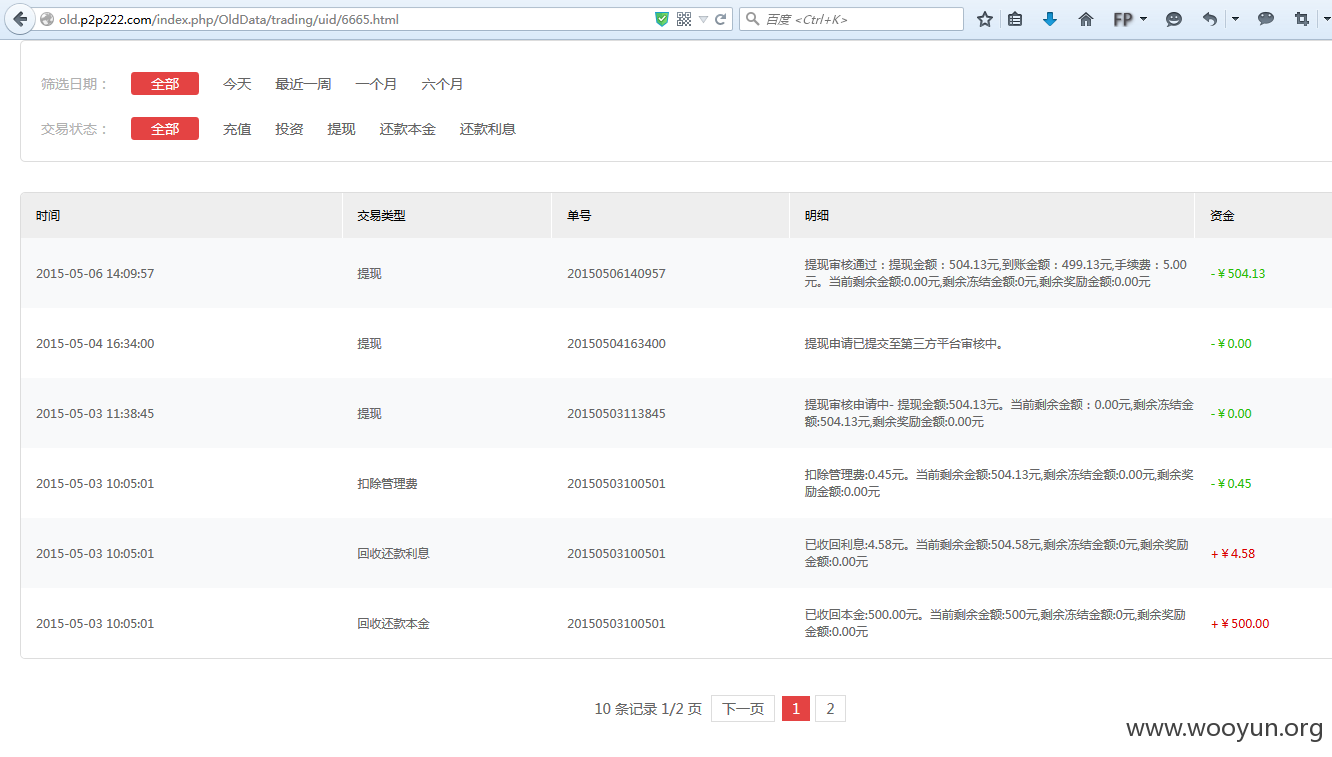 old.p2p222.com/index.php/OldData/trading/uid/6665.html
百度 <Ctrl+K>
FP
筛选日期：
全部
今天
最近一周
一个月
六个月
交易状态：
全部
充值
投资
提现
还款本金
还款利息
时间
交易类型
单号
明细
资金
2015-05-06 14:09:57
提现
20150506140957
提现审核通过：提现金额：504.13元,到账金额：499.13元,手续费：5.00
元。当前剩余金额:0.00元,剩余冻结金额:0元,剩余奖励金额:0.00元
-￥504.13
2015-05-04 16:34:00
提现
20150504163400
提现申请已提交至第三方平台审核中。
-￥0.00
2015-05-03 11:38:45
提现
20150503113845
提现审核申请中- 提现金额:504.13元。当前剩余金额：0.00元,剩余冻结金
额:504.13元,剩余奖励金额:0.00元
-￥0.00
2015-05-03 10:05:01
扣除管理费
20150503100501
扣除管理费:0.45元。当前剩余金额:504.13元,剩余冻结金额:0.00元,剩余奖
励金额:0.00元
-￥0.45
2015-05-03 10:05:01
回收还款利息
20150503100501
已收回利息:4.58元。当前剩余金额:504.58元,剩余冻结金额:0元,剩余奖励
金额:0.00元
+￥4.58
2015-05-03 10:05:01
回收还款本金
20150503100501
已收回本金:500.00元。当前剩余金额:500元,剩余冻结金额:0元,剩余奖励
金额:0.00元
+￥500.00
10 条记录 1/2 页
下一页
1
2
www.wooyun.org